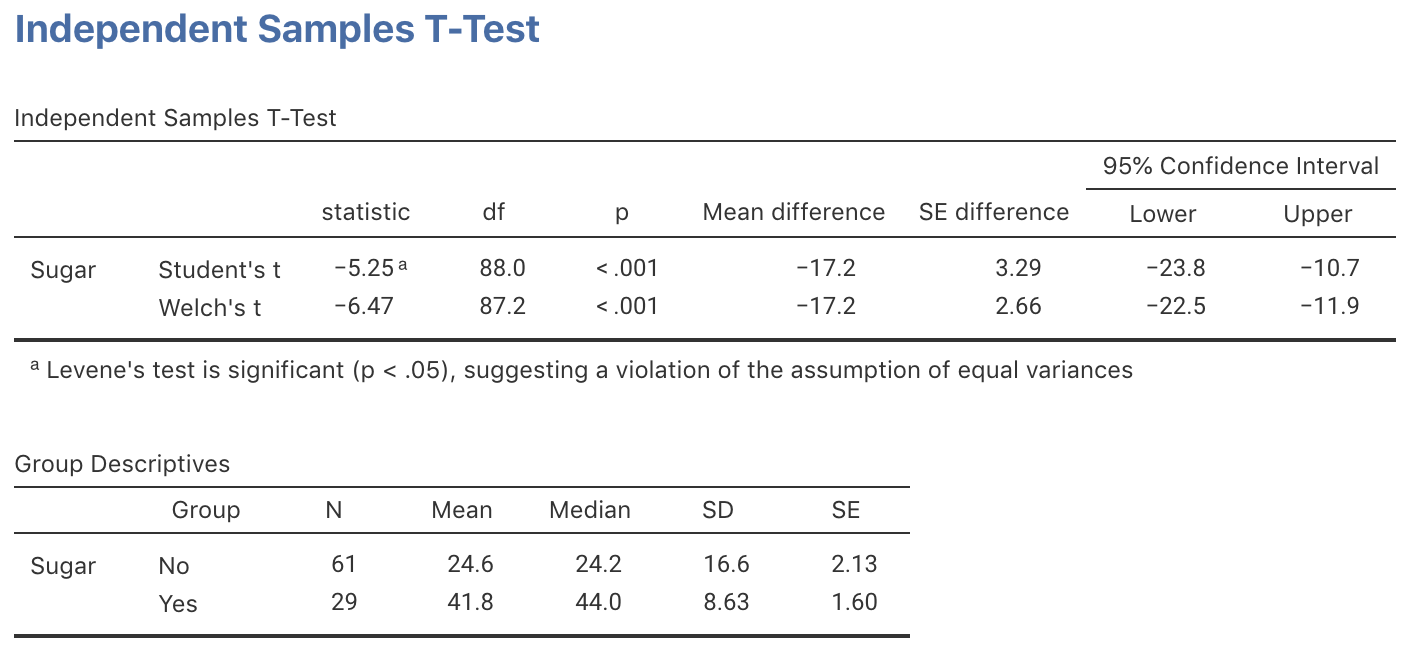 Independent Samples T-Test
Independent Samples T-Test
95% Confidence Interval
statistic df p Mean difference SE difference Lower Upper
Sugar Student's t −5.25 ᵃ 88.0 < .001 −17.2 3.29 −23.8 −10.7
Welch's t −6.47 87.2 < .001 −17.2 2.66 −22.5 −11.9
ᵃ Levene's test is significant (p < .05), suggesting a violation of the assumption of equal variances
Group Descriptives
Group N Mean Median SD SE
Sugar No 61 24.6 24.2 16.6 2.13
Yes 29 41.8 44.0 8.63 1.60